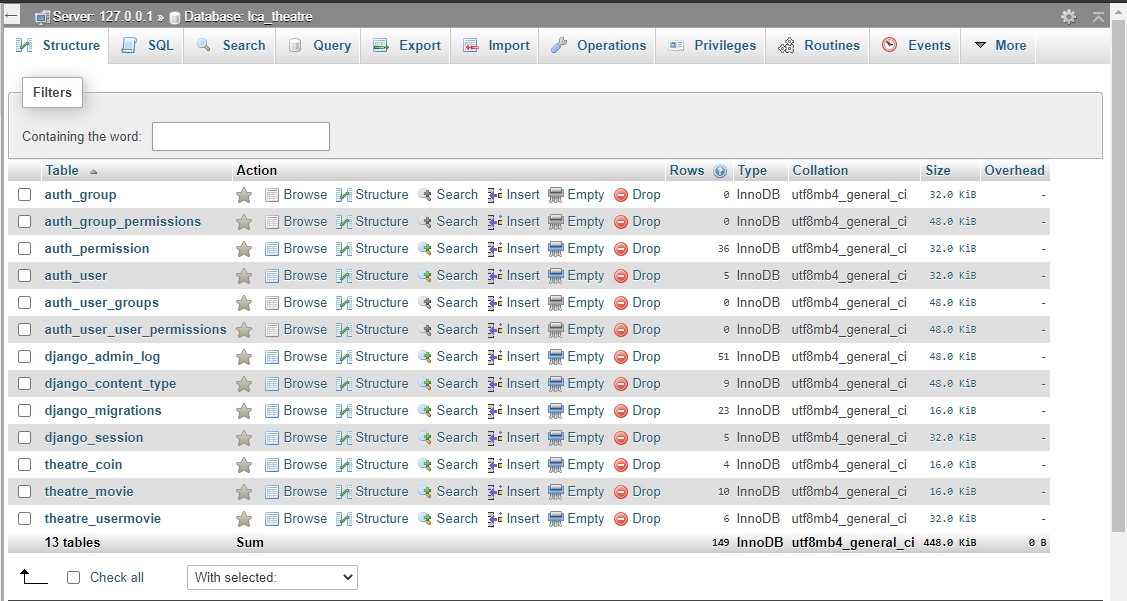 Server: 127.0.0.1 » Database: lca_theatre
Structure SQL Search Query Export Import Operations Privileges Routines Events More
Filters
Containing the word:
Table Action Rows Type Collation Size Overhead
auth_group Browse Structure Search Insert Empty Drop 0 InnoDB utf8mb4_general_ci 32.0 KiB -
auth_group_permissions Browse Structure Search Insert Empty Drop 0 InnoDB utf8mb4_general_ci 48.0 KiB -
auth_permission Browse Structure Search Insert Empty Drop 36 InnoDB utf8mb4_general_ci 32.0 KiB -
auth_user Browse Structure Search Insert Empty Drop 5 InnoDB utf8mb4_general_ci 32.0 KiB -
auth_user_groups Browse Structure Search Insert Empty Drop 0 InnoDB utf8mb4_general_ci 48.0 KiB -
auth_user_user_permissions Browse Structure Search Insert Empty Drop 0 InnoDB utf8mb4_general_ci 48.0 KiB -
django_admin_log Browse Structure Search Insert Empty Drop 51 InnoDB utf8mb4_general_ci 48.0 KiB -
django_content_type Browse Structure Search Insert Empty Drop 9 InnoDB utf8mb4_general_ci 48.0 KiB -
django_migrations Browse Structure Search Insert Empty Drop 23 InnoDB utf8mb4_general_ci 16.0 KiB -
django_session Browse Structure Search Insert Empty Drop 5 InnoDB utf8mb4_general_ci 32.0 KiB -
theatre_coin Browse Structure Search Insert Empty Drop 4 InnoDB utf8mb4_general_ci 16.0 KiB -
theatre_movie Browse Structure Search Insert Empty Drop 10 InnoDB utf8mb4_general_ci 16.0 KiB -
theatre_usermovie Browse Structure Search Insert Empty Drop 6 InnoDB utf8mb4_general_ci 32.0 KiB -
13 tables Sum 149 InnoDB utf8mb4_general_ci 448.0 KiB 0 B
Check all With selected: